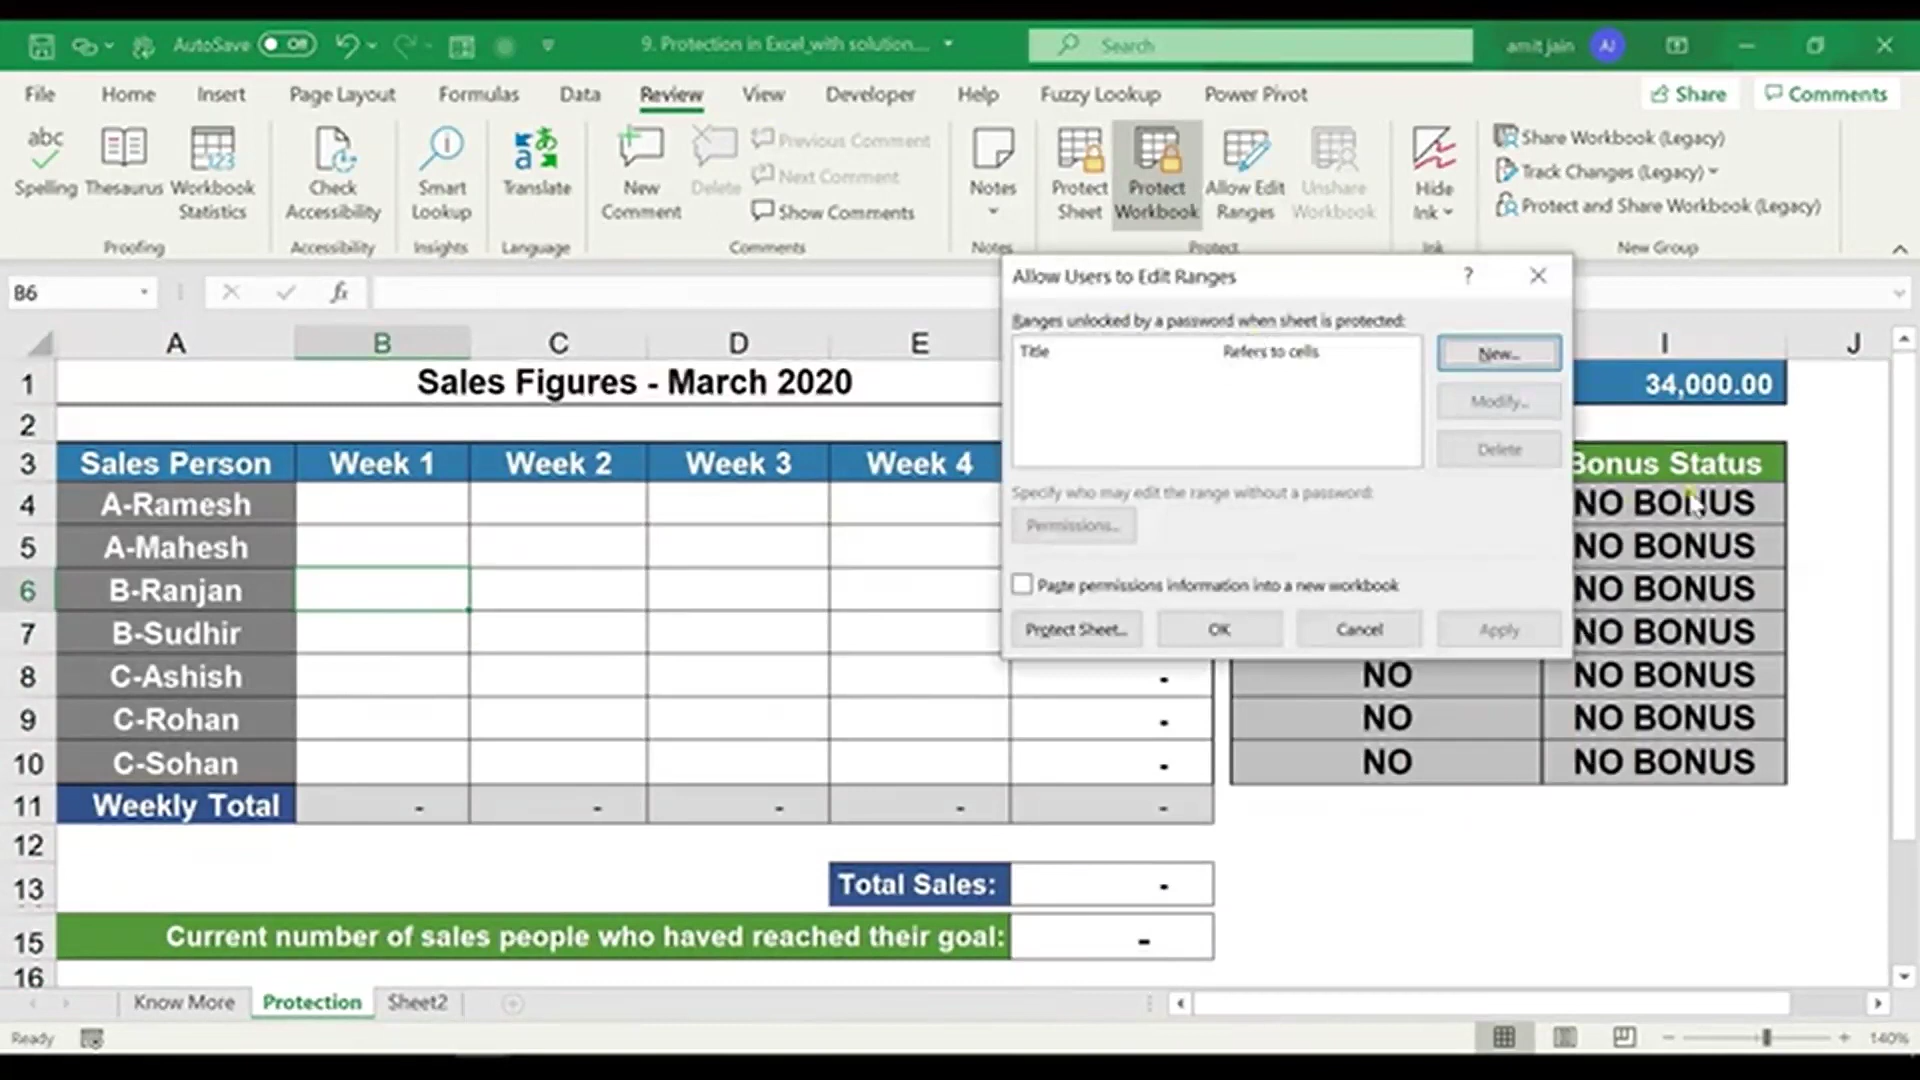 AutoSave Off
9. Protection in Excel_with solution....
Search
amit jain AJ
File Home Insert Page Layout Formulas Data Review View Developer Help Fuzzy Lookup Power Pivot Share Comments
abc
Spelling
Thesaurus
123
Workbook Statistics
Proofing
Check Accessibility
Accessibility
Smart Lookup
Insights
Translate
Language
New Comment
Delete
Previous Comment
Next Comment
Show Comments
Comments
Notes
Notes
Protect Sheet
Protect Workbook
Allow Edit Ranges
Unshare Workbook
Protect
Hide Ink
Ink
Share Workbook (Legacy)
Track Changes (Legacy)
Protect and Share Workbook (Legacy)
New Group
B6
fx
Allow Users to Edit Ranges ?
Ranges unlocked by a password when sheet is protected:
Title Refers to cells
New...
Modify...
Delete
Specify who may edit the range without a password:
Permissions...
Paste permissions information into a new workbook
Protect Sheet... OK Cancel Apply
A B C D E I J
1 Sales Figures - March 2020 34,000.00
2
3 Sales Person Week 1 Week 2 Week 3 Week 4 Bonus Status
4 A-Ramesh NO BONUS
5 A-Mahesh NO BONUS
6 B-Ranjan NO BONUS
7 B-Sudhir NO BONUS
8 C-Ashish - NO NO BONUS
9 C-Rohan - NO NO BONUS
10 C-Sohan - NO NO BONUS
11 Weekly Total - - - - -
12
13 Total Sales: -
15 Current number of sales people who haved reached their goal: -
16
Know More Protection Sheet2
Ready
140%